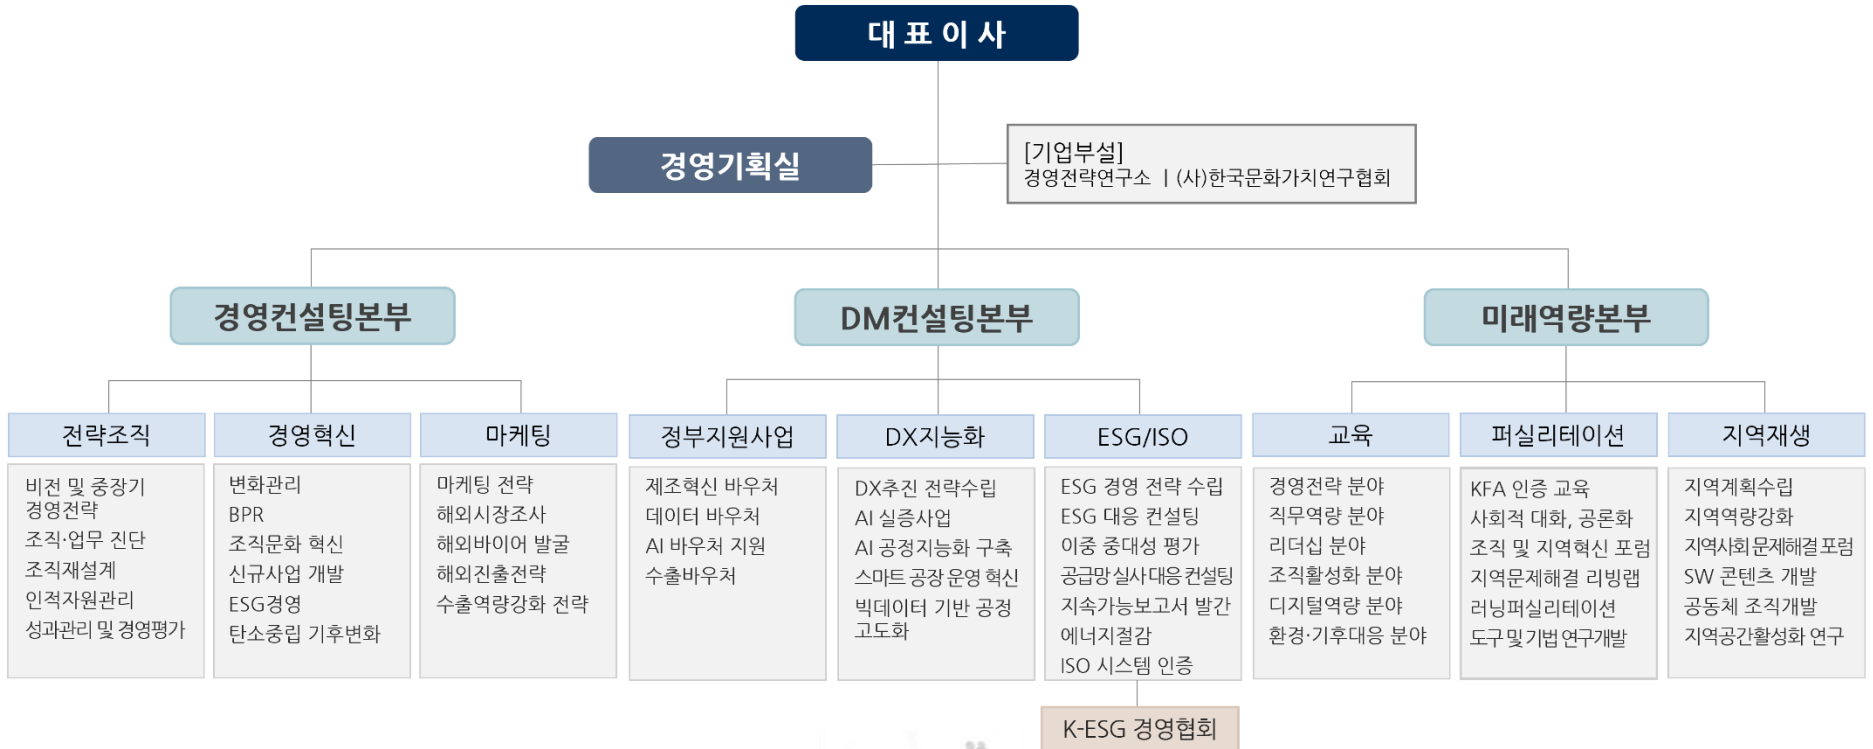 대표이사
경영기획실
[기업부설]
경영전략연구소 ㅣ(사)한국문화가치연구협회
경영컨설팅본부
DM컨설팅본부
미래역량본부
전략조직
비전 및 중장기
경영전략
조직·업무 진단
조직재설계
인적자원관리
성과관리 및 경영평가
경영혁신
변화관리
BPR
조직문화 혁신
신규사업 개발
ESG경영
탄소중립 기후변화
마케팅
마케팅 전략
해외시장조사
해외바이어 발굴
해외진출전략
수출역량강화 전략
정부지원사업
제조혁신 바우처
데이터 바우처
AI 바우처 지원
수출바우처
DX지능화
DX추진 전략수립
AI 실증사업
AI 공정지능화 구축
스마트 공장 운영 혁신
빅데이터 기반 공정
고도화
ESG/ISO
ESG 경영 전략 수립
ESG 대응 컨설팅
이중 중대성 평가
공급망 실사 대응 컨설팅
지속가능보고서 발간
에너지절감
ISO 시스템 인증
K-ESG 경영협회
교육
경영전략 분야
직무역량 분야
리더십 분야
조직활성화 분야
디지털역량 분야
환경·기후대응 분야
퍼실리테이션
KFA 인증 교육
사회적 대화, 공론화
조직 및 지역혁신 포럼
지역문제해결 리빙랩
러닝퍼실리테이션
도구 및 기법 연구개발
지역재생
지역계획수립
지역역량강화
지역사회 문제해결 포럼
SW 콘텐츠 개발
공동체 조직개발
지역공간활성화 연구